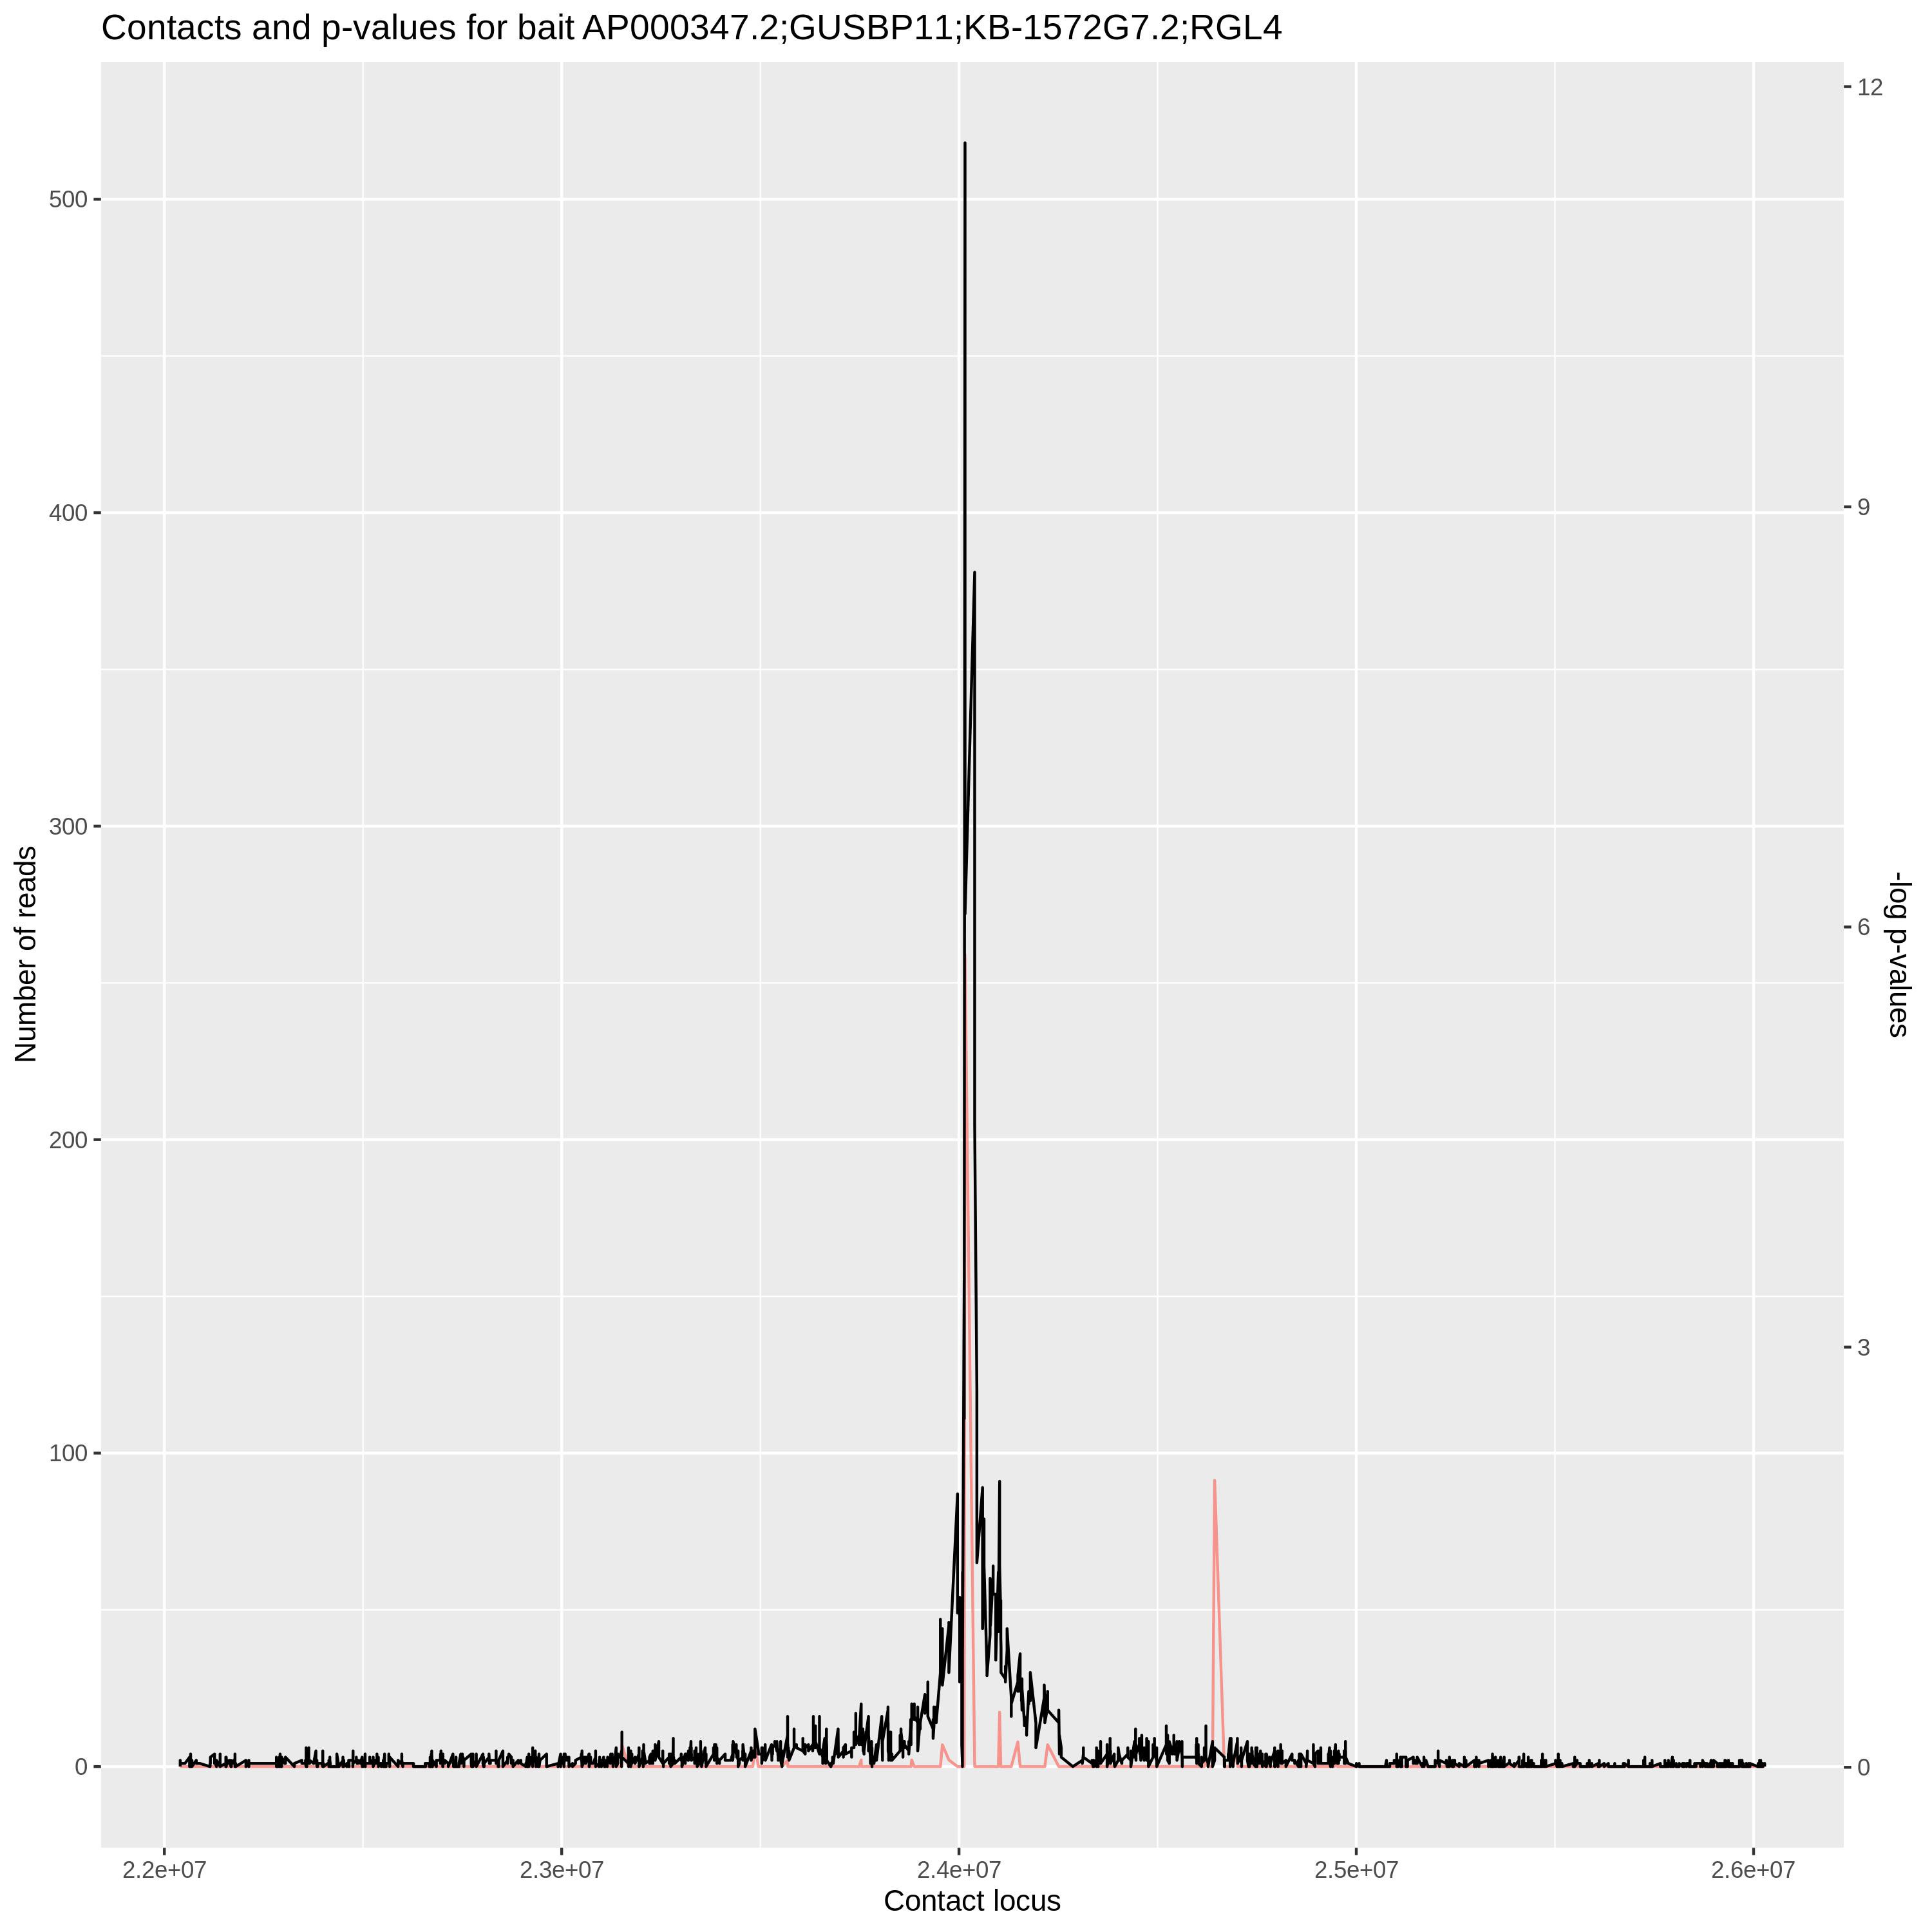 Contacts and p-values for bait AP000347.2;GUSBP11;KB-1572G7.2;RGL4
12
500
400
9
300
Number of reads
6
-log p-values
200
3
100
0
0
2.2e+07
2.3e+07
2.4e+07
2.5e+07
2.6e+07
Contact locus